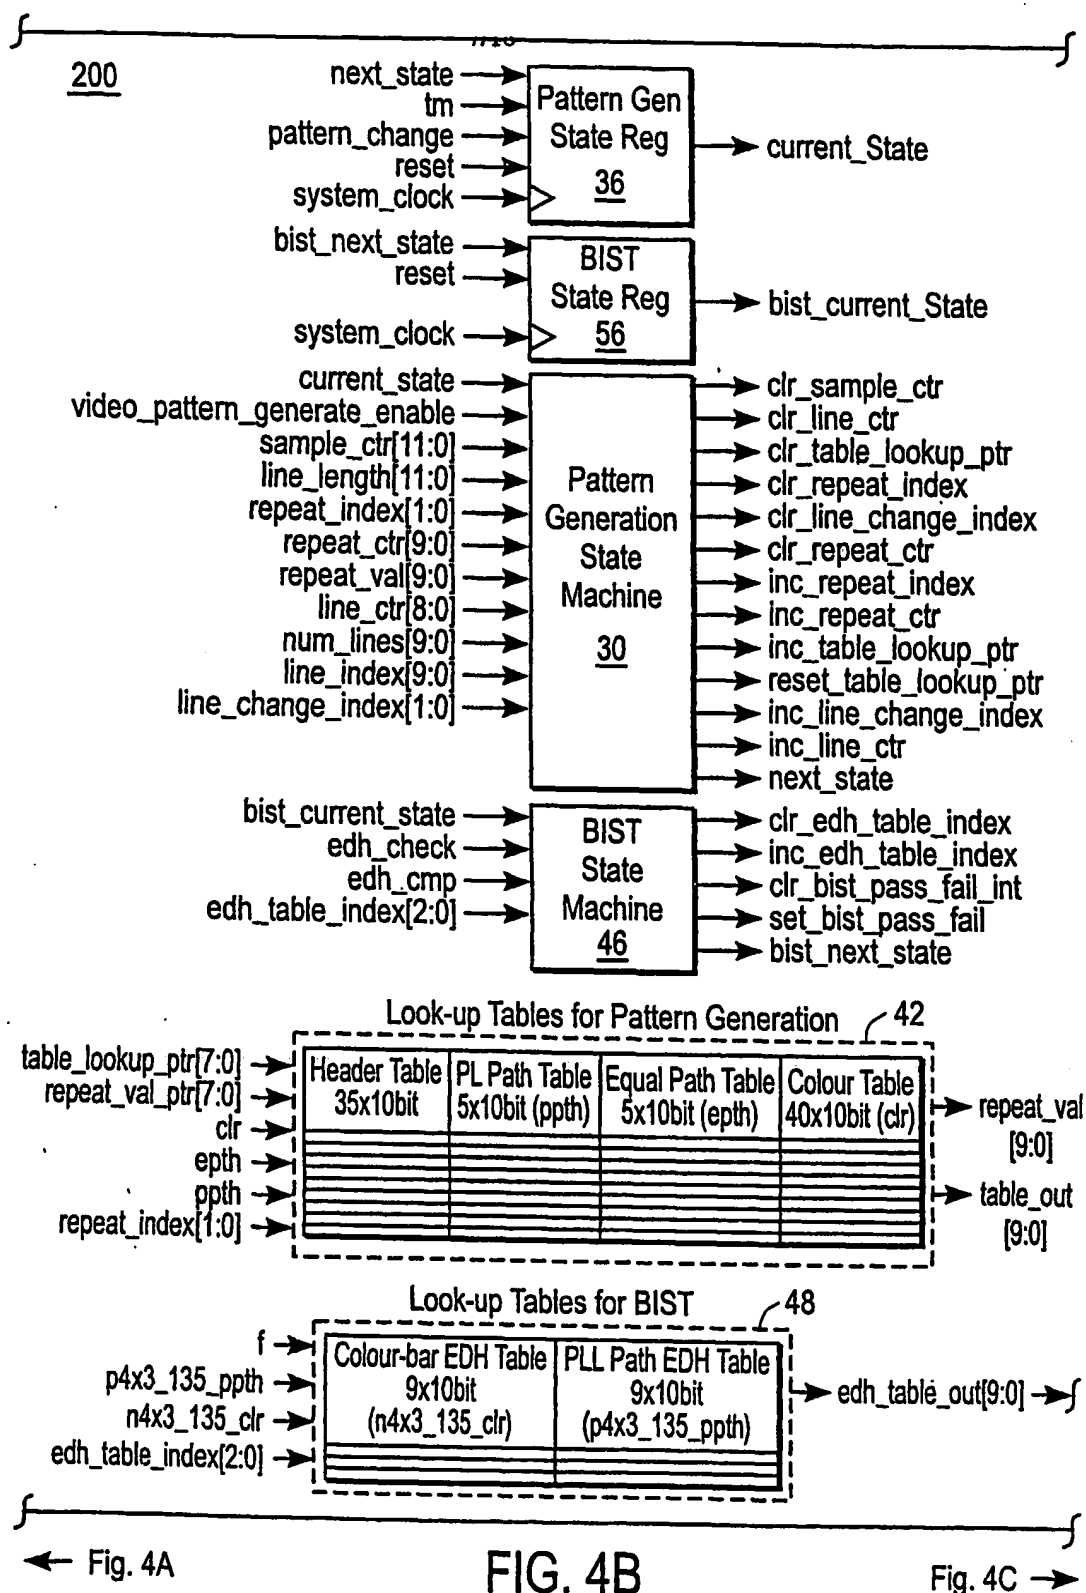 200
next_state
tm
pattern_change
reset
system_clock
Pattern Gen
State Reg
36
current_State
bist_next_state
reset
system_clock
BIST
State Reg
56
bist_current_State
current_state
video_pattern_generate_enable
sample_ctr[11:0]
line_length[11:0]
repeat_index[1:0]
repeat_ctr[9:0]
repeat_val[9:0]
line_ctr[8:0]
num_lines[9:0]
line_index[9:0]
line_change_index[1:0]
Pattern
Generation
State
Machine
30
clr_sample_ctr
clr_line_ctr
clr_table_lookup_ptr
clr_repeat_index
clr_line_change_index
clr_repeat_ctr
inc_repeat_index
inc_repeat_ctr
inc_table_lookup_ptr
reset_table_lookup_ptr
inc_line_change_index
inc_line_ctr
next_state
bist_current_state
edh_check
edh_cmp
edh_table_index[2:0]
BIST
State
Machine
46
clr_edh_table_index
inc_edh_table_index
clr_bist_pass_fail_int
set_bist_pass_fail
bist_next_state
Look-up Tables for Pattern Generation
42
table_lookup_ptr[7:0]
repeat_val_ptr[7:0]
clr
epth
ppth
repeat_index[1:0]
Header Table
35x10bit
PL Path Table
5x10bit (ppth)
Equal Path Table
5x10bit (epth)
Colour Table
40x10bit (clr)
repeat_val
[9:0]
table_out
[9:0]
Look-up Tables for BIST
48
f
p4x3_135_ppth
n4x3_135_clr
edh_table_index[2:0]
Colour-bar EDH Table
9x10bit
(n4x3_135_clr)
PLL Path EDH Table
9x10bit
(p4x3_135_ppth)
edh_table_out[9:0]
Fig. 4A
FIG. 4B
Fig. 4C